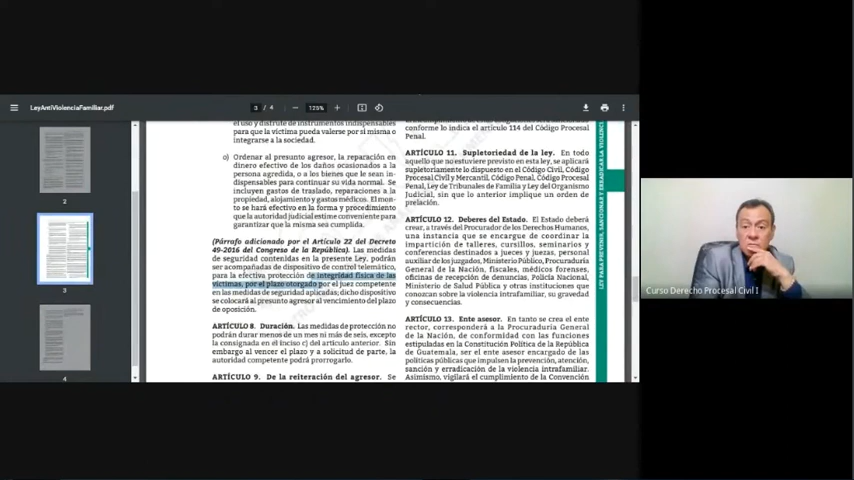 LeyAntiViolenciaFamiliar.pdf
3 / 4
125%
2
3
4
el uso y disfrute de instrumentos indispensables
para que la víctima pueda valerse por sí misma o
integrarse a la sociedad.
o) Ordenar al presunto agresor, la reparación en
dinero efectivo de los daños ocasionados a la
persona agredida, o a los bienes que le sean in-
dispensables para continuar su vida normal. Se
incluyen gastos de traslado, reparaciones a la
propiedad, alojamiento y gastos médicos. El mon-
to se hará efectivo en la forma y procedimiento
que la autoridad judicial estime conveniente para
garantizar que la misma sea cumplida.
(Párrafo adicionado por el Artículo 22 del Decreto
49-2016 del Congreso de la República). Las medidas
de seguridad contenidas en la presente Ley, podrán
ser acompañadas de dispositivo de control telemático,
para la efectiva protección de integridad física de las
víctimas, por el plazo otorgado por el juez competente
en las medidas de seguridad aplicadas; dicho dispositivo
se colocará al presunto agresor al vencimiento del plazo
de oposición.
ARTÍCULO 8. Duración. Las medidas de protección no
podrán durar menos de un mes ni más de seis, excepto
la consignada en el inciso c) del artículo anterior. Sin
embargo al vencer el plazo y a solicitud de parte, la
autoridad competente podrá prorrogarlo.
ARTÍCULO 9. De la reiteración del agresor. Se
conforme lo indica el artículo 114 del Código Procesal
Penal.
ARTÍCULO 11. Supletoriedad de la ley. En todo
aquello que no estuviere previsto en esta ley, se aplicará
supletoriamente lo dispuesto en el Código Civil, Código
Procesal Civil y Mercantil, Código Penal, Código Procesal
Penal, Ley de Tribunales de Familia y Ley del Organismo
Judicial, sin que lo anterior implique un orden de
prelación.
ARTÍCULO 12. Deberes del Estado. El Estado deberá
crear, a través del Procurador de los Derechos Humanos,
una instancia que se encargue de coordinar la
impartición de talleres, cursillos, seminarios y
conferencias destinados a jueces y juezas, personal
auxiliar de los juzgados, Ministerio Público, Procuraduría
General de la Nación, fiscales, médicos forenses,
oficinas de recepción de denuncias, Policía Nacional,
Ministerio de Salud Pública y otras instituciones que
conozcan sobre la violencia intrafamiliar, su gravedad
y consecuencias.
ARTÍCULO 13. Ente asesor. En tanto se crea el ente
rector, corresponderá a la Procuraduría General
de la Nación, de conformidad con las funciones
estipuladas en la Constitución Política de la República
de Guatemala, ser el ente asesor encargado de las
políticas públicas que impulsen la prevención, atención,
sanción y erradicación de la violencia intrafamiliar.
Asimismo, vigilará el cumplimiento de la Convención
LEY PARA PREVENIR, SANCIONAR Y ERRADICAR LA VIOLENCIA
Curso Derecho Procesal Civil I